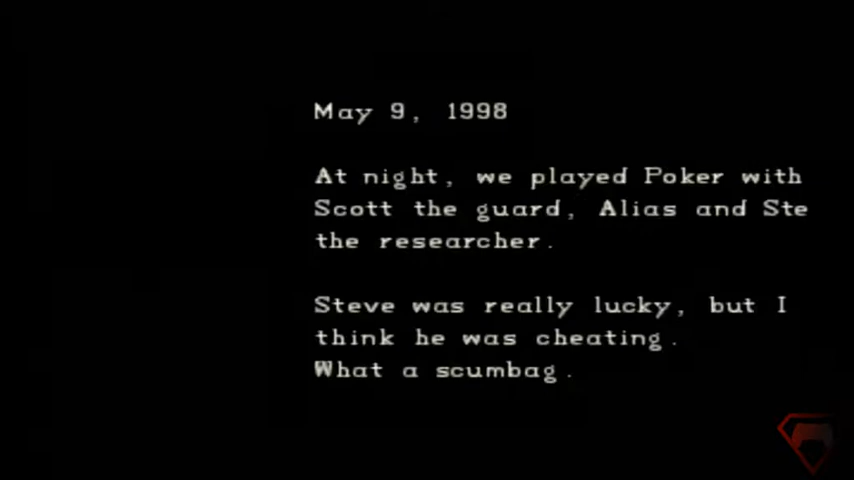 May 9, 1998
At night, we played Poker with
Scott the guard, Alias and Ste
the researcher.
Steve was really lucky, but I
think he was cheating.
What a scumbag.